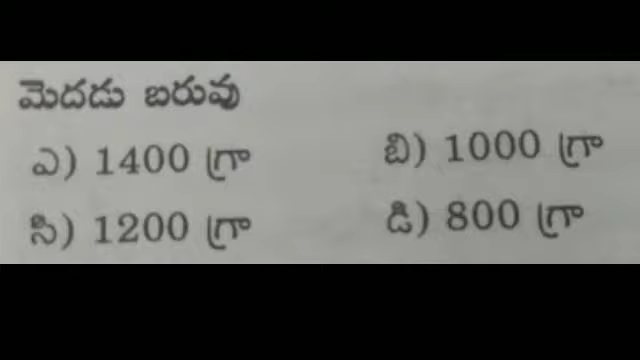 మెదడు బరువు
ఎ) 1400 గ్రా బి) 1000 గ్రా
సి) 1200 గ్రా డి) 800 గ్రా